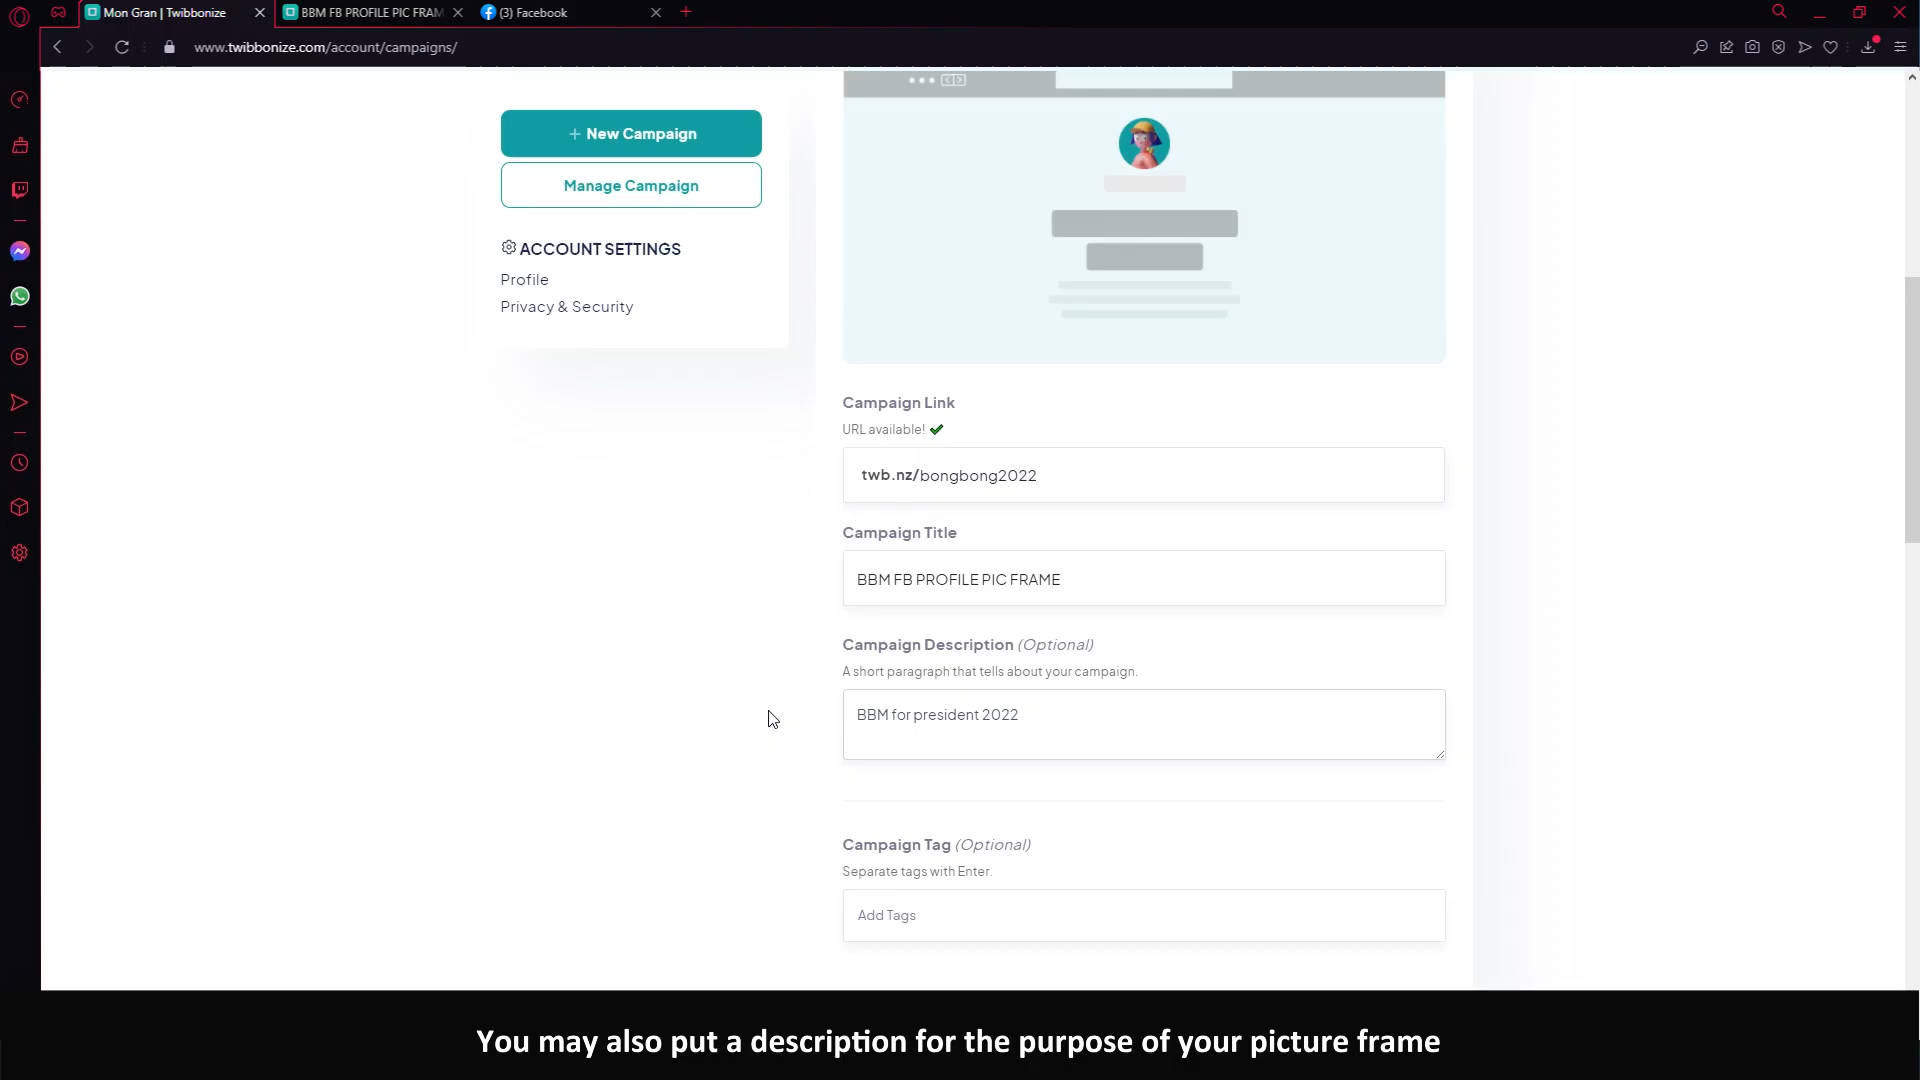 Mon Gran | Twibbonize
BBM FB PROFILE PIC FRAM
(3) Facebook
www.twibbonize.com/account/campaigns/
+ New Campaign
Manage Campaign
ACCOUNT SETTINGS
Profile
Privacy & Security
Campaign Link
URL available!
twb.nz/bongbong2022
Campaign Title
BBM FB PROFILE PIC FRAME
Campaign Description (Optional)
A short paragraph that tells about your campaign.
BBM for president 2022
Campaign Tag (Optional)
Separate tags with Enter.
Add Tags
You may also put a description for the purpose of your picture frame